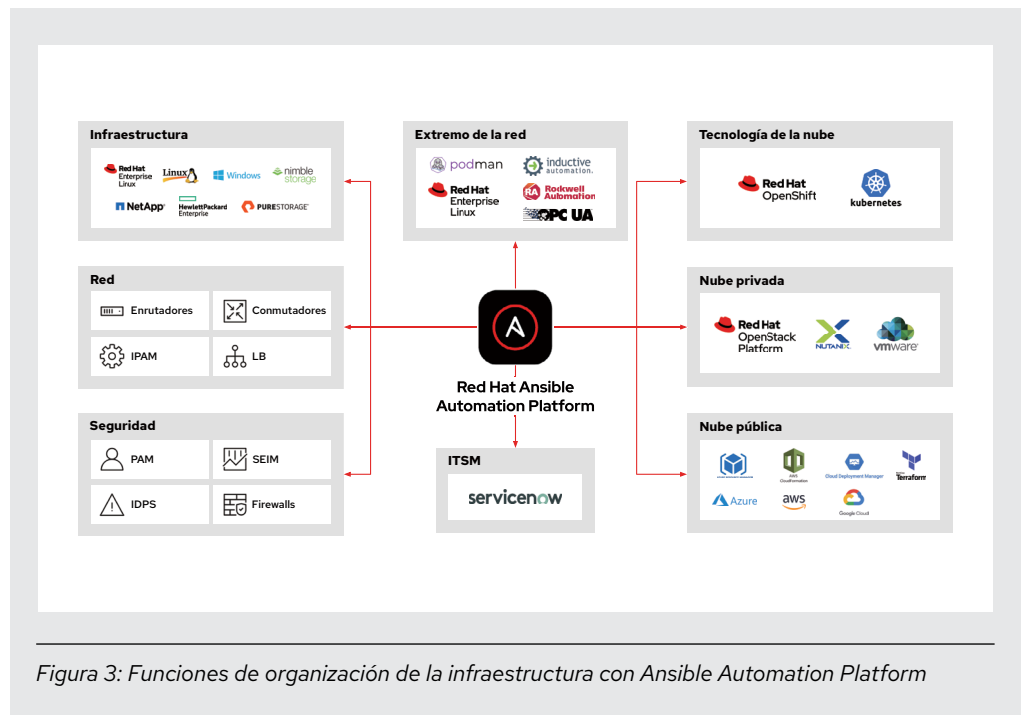 Infraestructura
Red Hat
Enterprise
Linux
Linux
Windows
nimble
storage
NetApp
Hewlett Packard
Enterprise
PURESTORAGE
Extremo de la red
podman
inductive
automation.
Red Hat
Enterprise
Linux
RA
Rockwell
Automation
OPC UA
Tecnología de la nube
Red Hat
OpenShift
kubernetes
Red
Enrutadores
Conmutadores
IPAM
LB
Red Hat Ansible
Automation Platform
Nube privada
Red Hat
OpenStack
Platform
NUTANIX
vmware
Seguridad
PAM
SEIM
IDPS
Firewalls
ITSM
servicenow
Nube pública
AWS
CloudFormation
Cloud Deployment Manager
Terraform
Azure
aws
Google Cloud
Figura 3: Funciones de organización de la infraestructura con Ansible Automation Platform